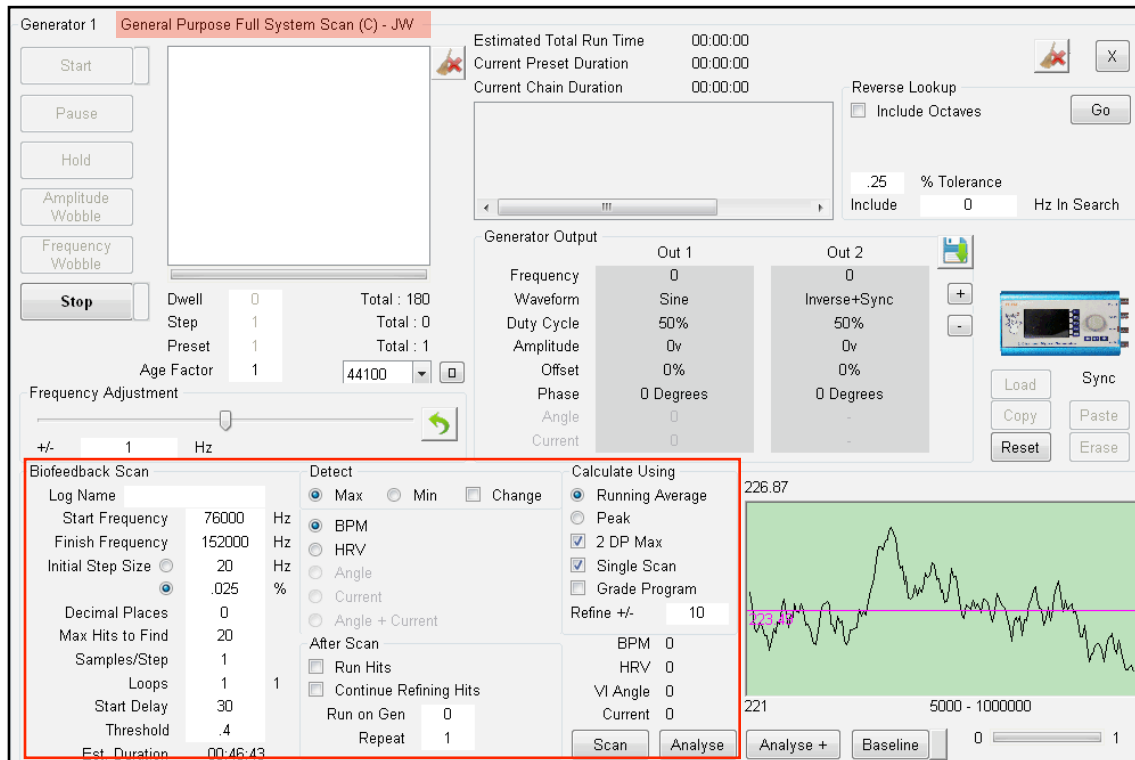 Generator 1 General Purpose Full System Scan (C) - JW
Start
Pause
Hold
Amplitude
Wobble
Frequency
Wobble
Stop
Dwell 0 Total : 180
Step 1 Total : 0
Preset 1 Total : 1
Age Factor 1 44100
Estimated Total Run Time 00:00:00
Current Preset Duration 00:00:00
Current Chain Duration 00:00:00
X
Reverse Lookup
Include Octaves Go
.25 % Tolerance
Include 0 Hz In Search
Generator Output
Out 1 Out 2
Frequency 0 0
Waveform Sine Inverse+Sync
Duty Cycle 50% 50%
Amplitude 0v 0v
Offset 0% 0%
Phase 0 Degrees 0 Degrees
Angle 0 -
Current 0 -
+
-
Load Sync
Copy Paste
Reset Erase
Frequency Adjustment
+/- 1 Hz
Biofeedback Scan
Log Name
Start Frequency 76000 Hz
Finish Frequency 152000 Hz
Initial Step Size 20 Hz
.025 %
Decimal Places 0
Max Hits to Find 20
Samples/Step 1
Loops 1 1
Start Delay 30
Threshold .4
Est. Duration 00:46:43
Detect
Max Min Change
BPM
HRV
Angle
Current
Angle + Current
After Scan
Run Hits
Continue Refining Hits
Run on Gen 0
Repeat 1
Calculate Using
Running Average
Peak
2 DP Max
Single Scan
Grade Program
Refine +/- 10
BPM 0
HRV 0
VI Angle 0
Current 0
Scan Analyse
226.87
221 5000 - 1000000
Analyse + Baseline 0 1